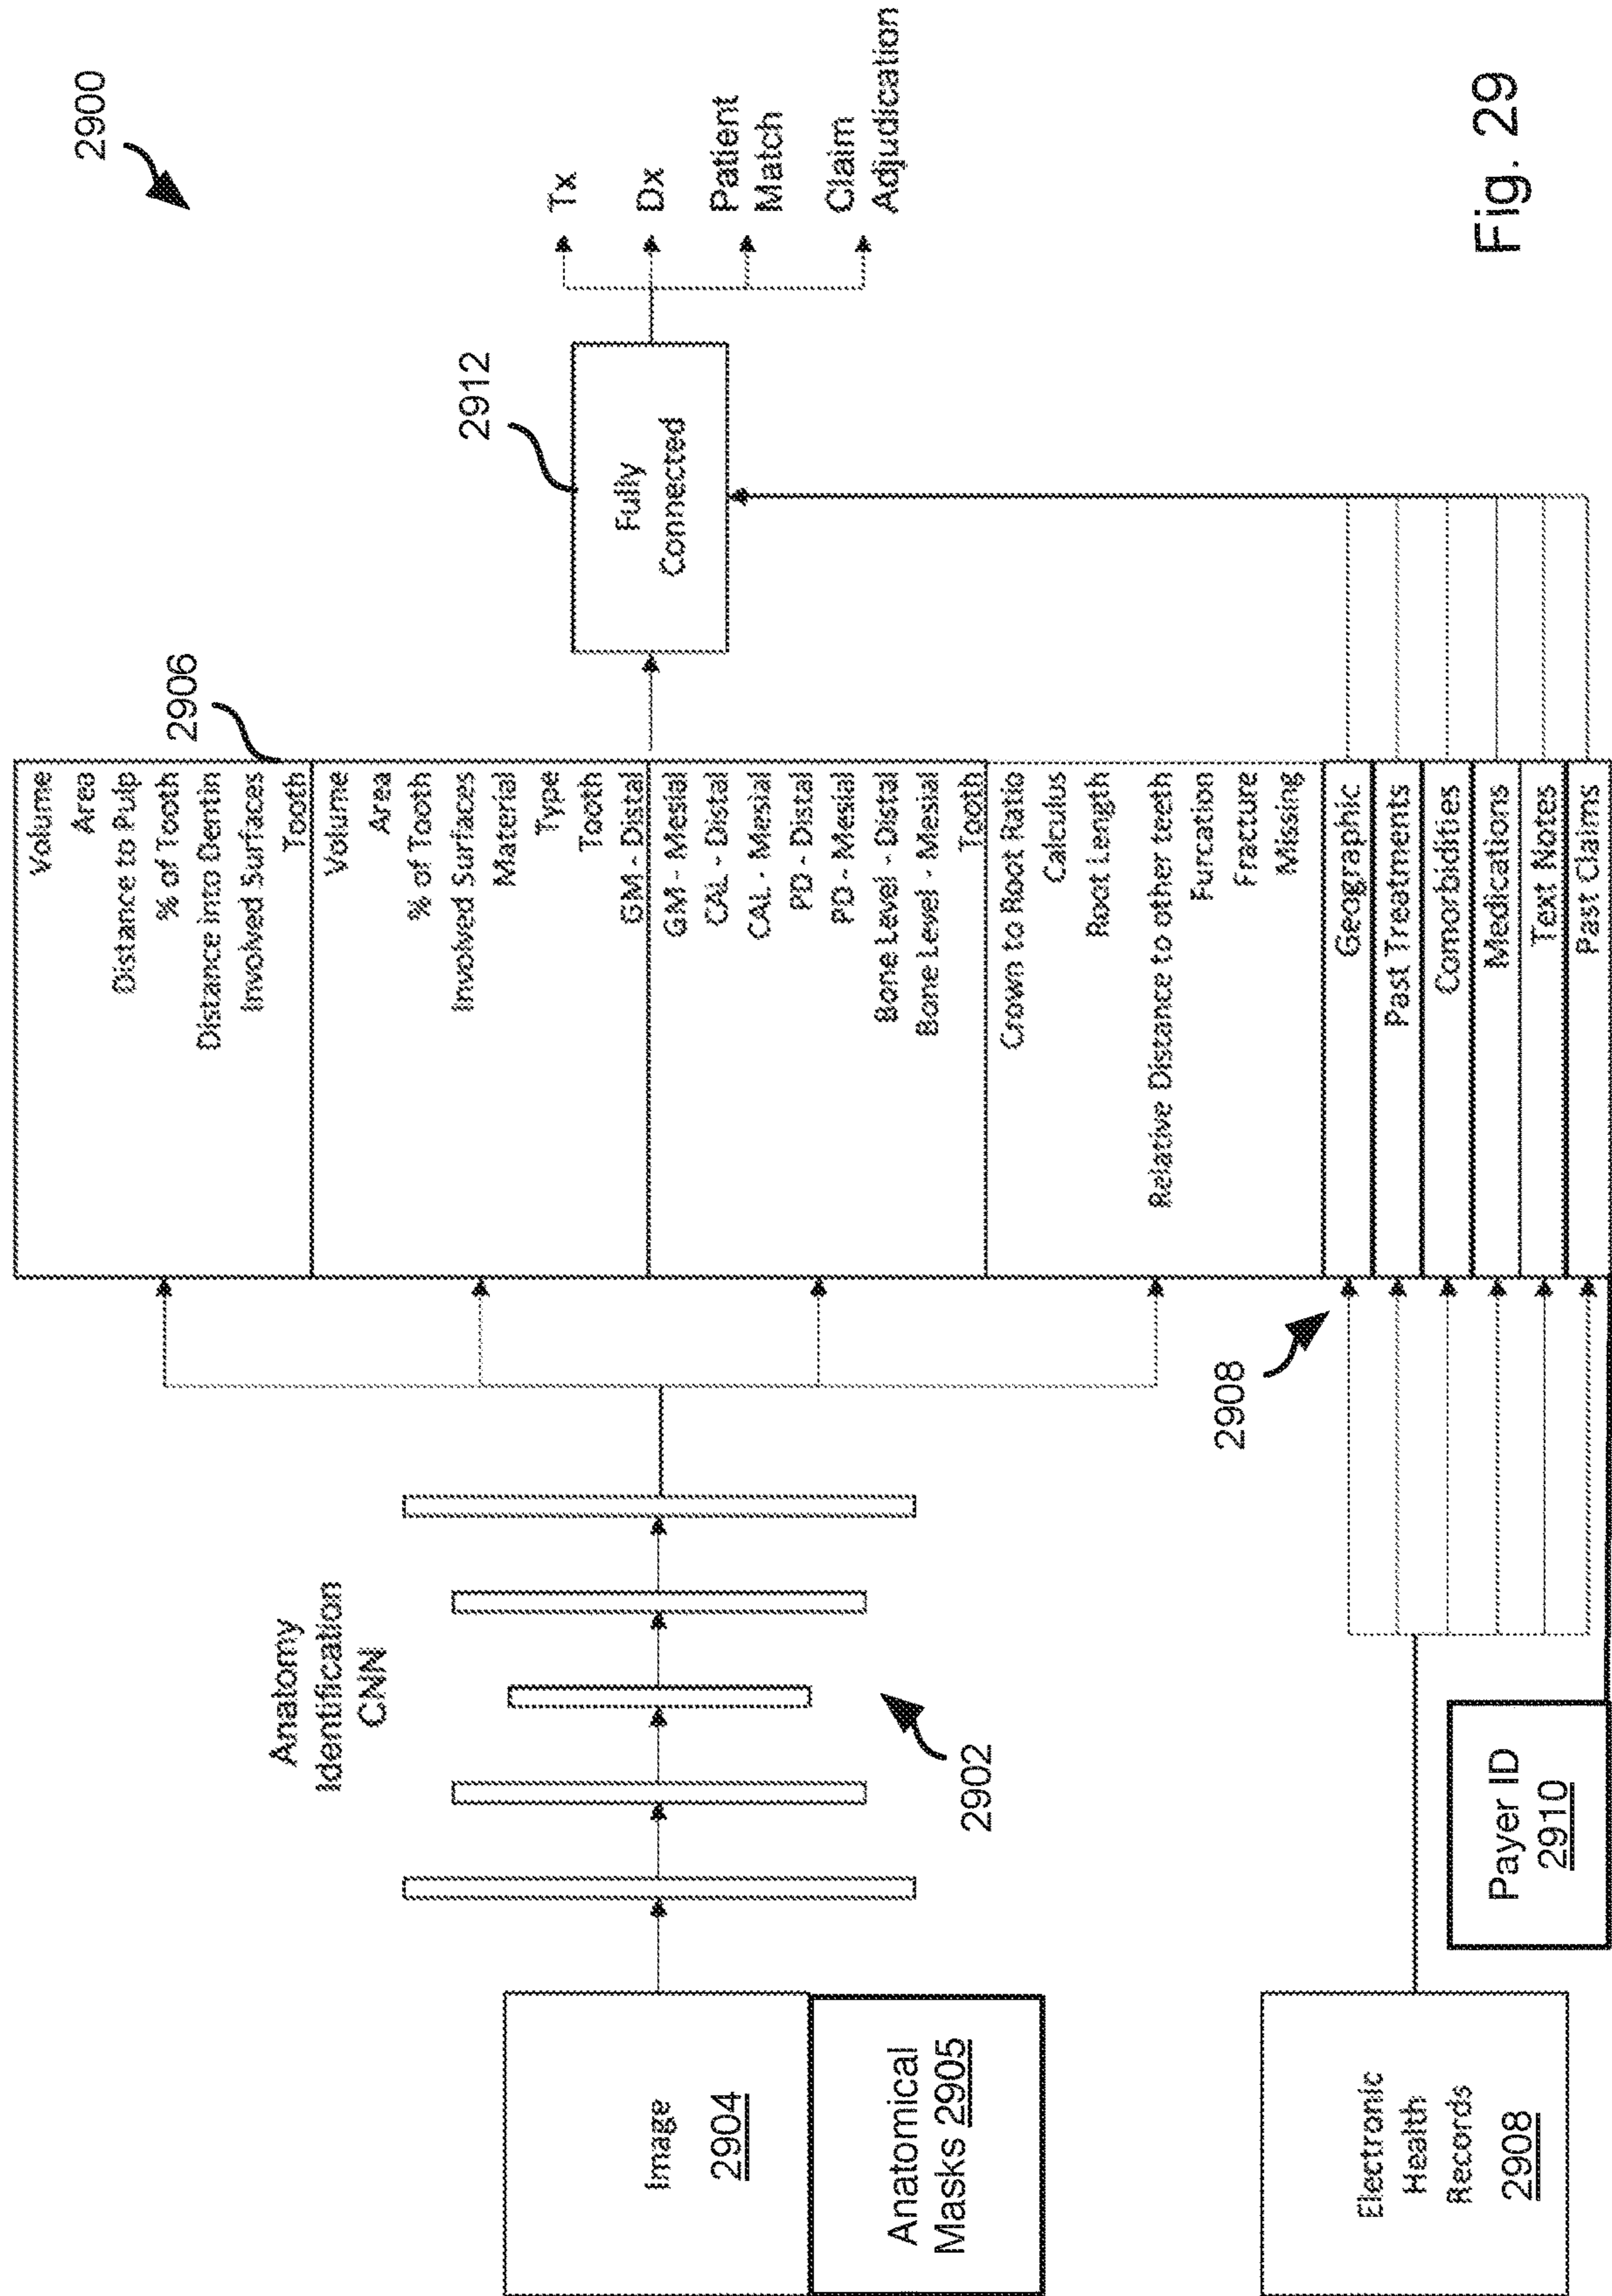 2900
Anatomy
Identification
CNN
Image
2904
Anatomical
Masks 2905
2902
Electronic
Health
Records
2908
Payer ID
2910
2906
Volume
Area
Distance to Pulp
% of Tooth
Distance into Dentin
Involved Surfaces
Tooth
Volume
Area
% of Tooth
Involved Surfaces
Material
Type
Tooth
GM - Distal
GM - Mesial
CAL - Distal
CAL - Mesial
PD - Distal
PD - Mesial
Bone Level - Distal
Bone Level - Mesial
Tooth
Crown to Root Ratio
Calculus
Root Length
Relative Distance to other teeth
Furcation
Fracture
Missing
2908
Geographic
Past Treatments
Comorbidities
Medications
Text Notes
Past Claims
2912
Fully
Connected
Tx
Dx
Patient
Match
Claim
Adjudication
Fig. 29